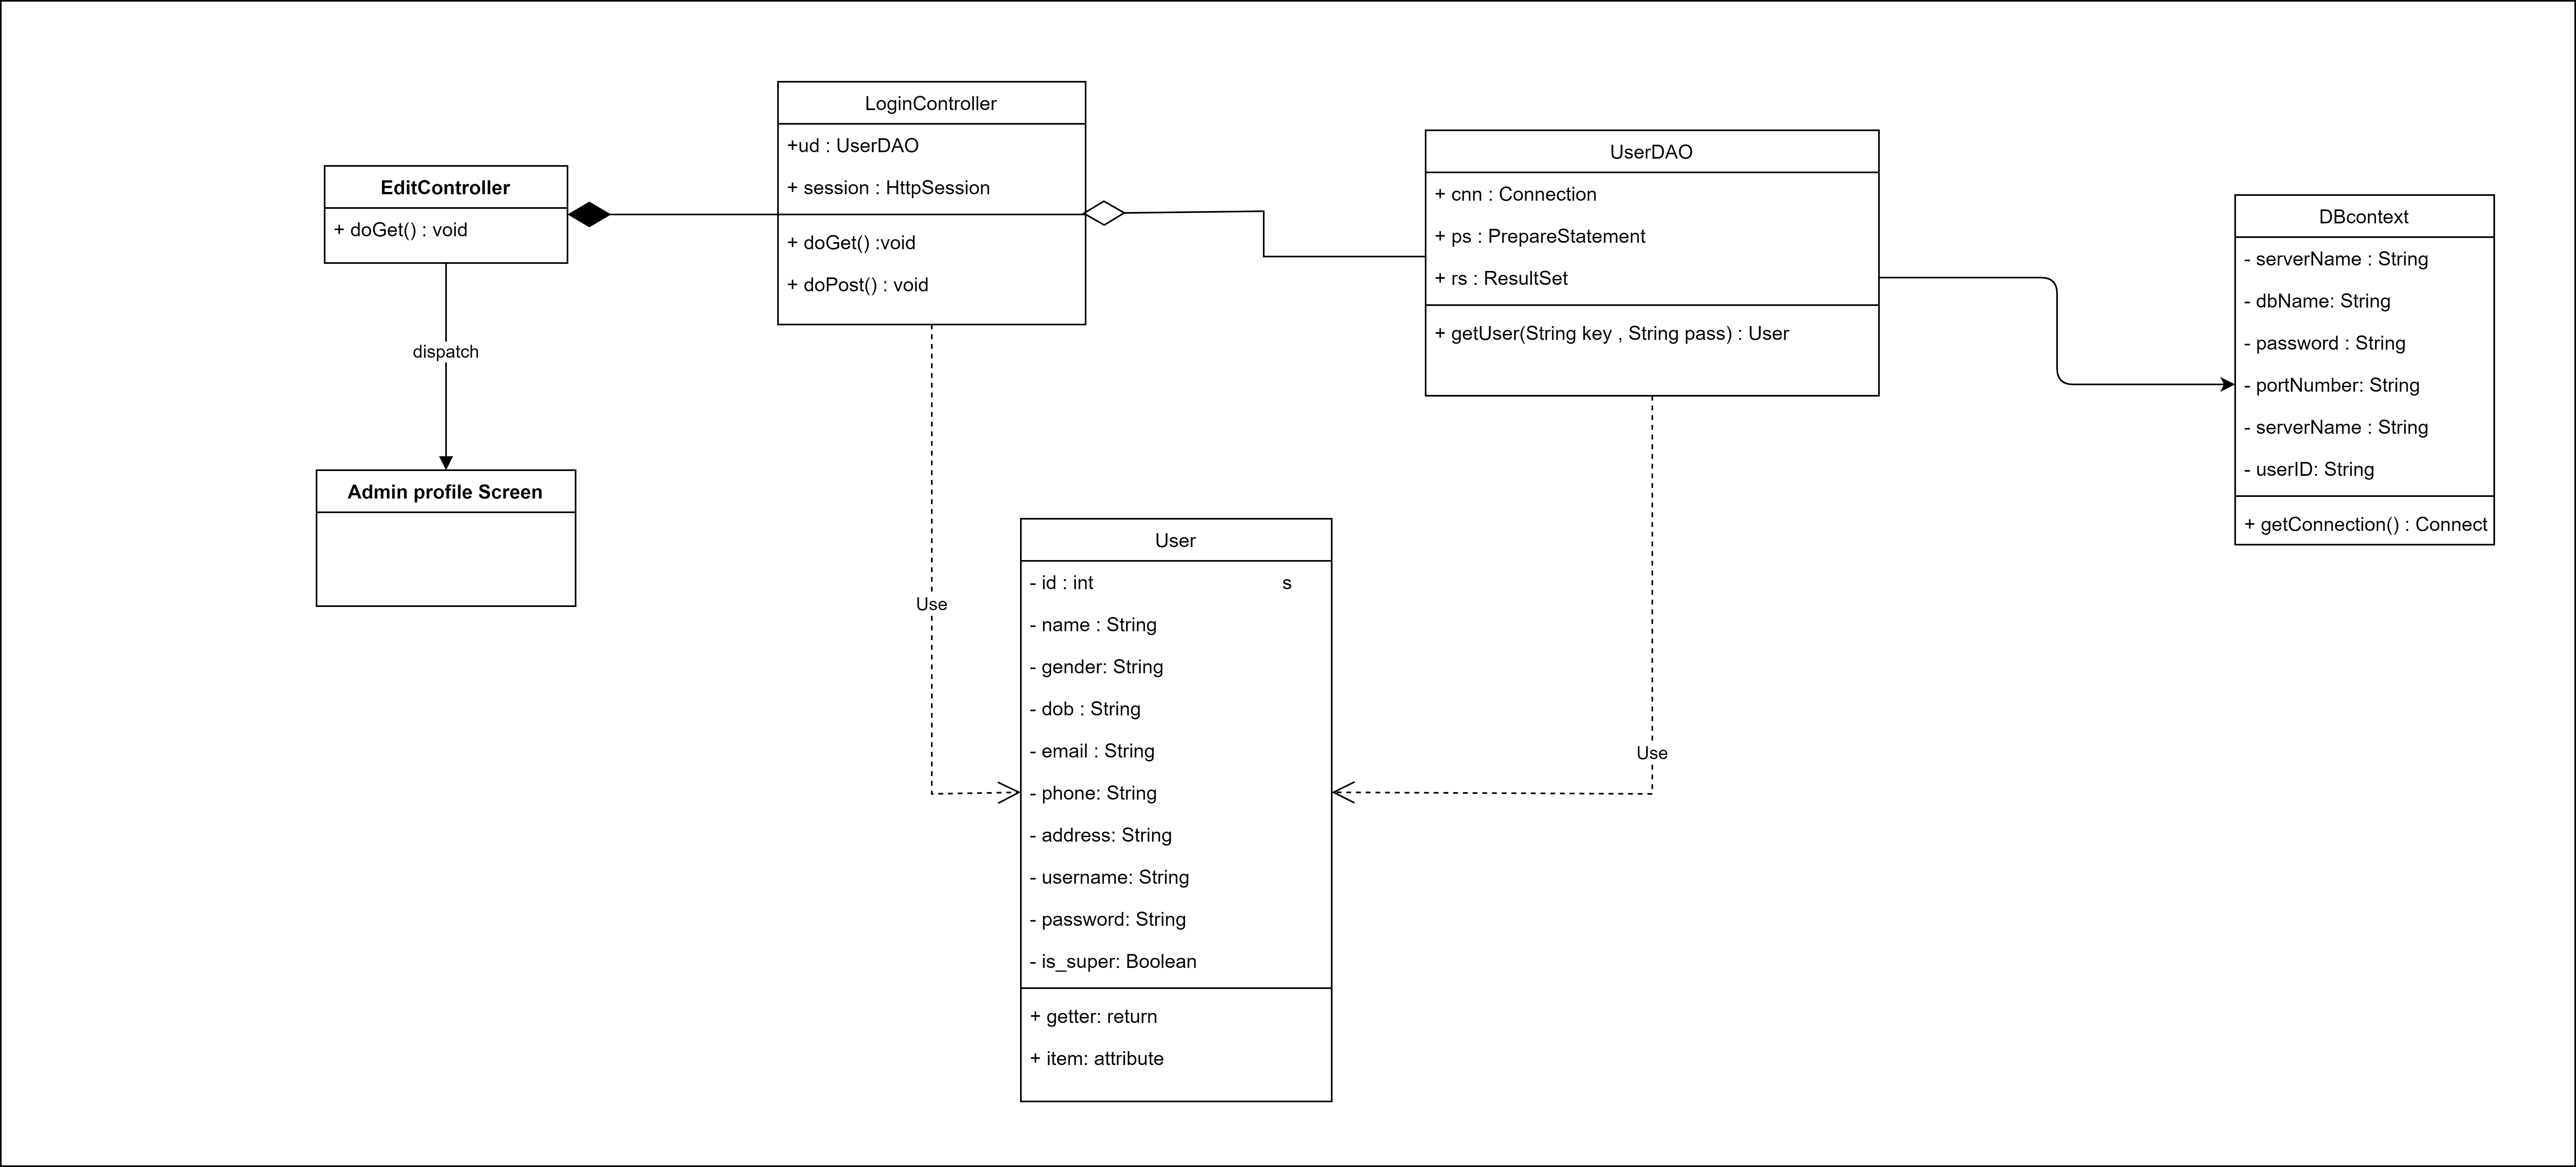 EditController
+ doGet() : void
dispatch
Admin profile Screen
LoginController
+ud : UserDAO
+ session : HttpSession
+ doGet() :void
+ doPost() : void
Use
UserDAO
+ cnn : Connection
+ ps : PrepareStatement
+ rs : ResultSet
+ getUser(String key , String pass) : User
Use
DBcontext
- serverName : String
- dbName: String
- password : String
- portNumber: String
- serverName : String
- userID: String
+ getConnection() : Connect
User
- id : int s
- name : String
- gender: String
- dob : String
- email : String
- phone: String
- address: String
- username: String
- password: String
- is_super: Boolean
+ getter: return
+ item: attribute